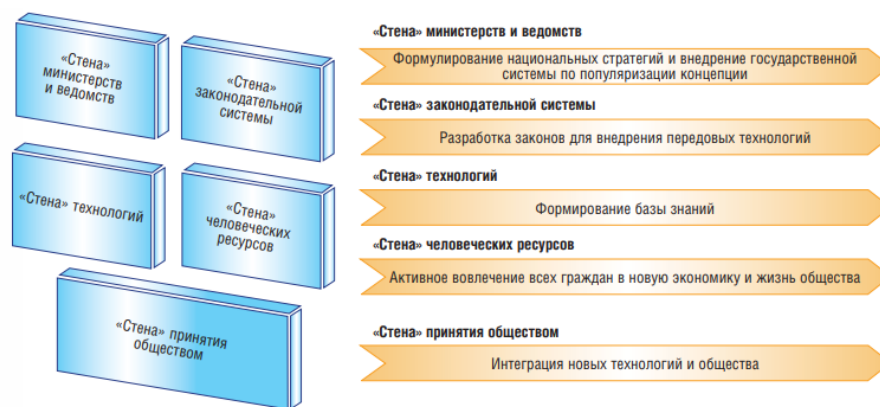 «Стена»
министерств
и ведомств
«Стена»
законодательной
системы
«Стена» технологий
«Стена»
человеческих
ресурсов
«Стена» принятия
обществом
«Стена» министерств и ведомств
Формулирование национальных стратегий и внедрение государственной
системы по популяризации концепции
«Стена» законодательной системы
Разработка законов для внедрения передовых технологий
«Стена» технологий
Формирование базы знаний
«Стена» человеческих ресурсов
Активное вовлечение всех граждан в новую экономику и жизнь общества
«Стена» принятия обществом
Интеграция новых технологий и общества